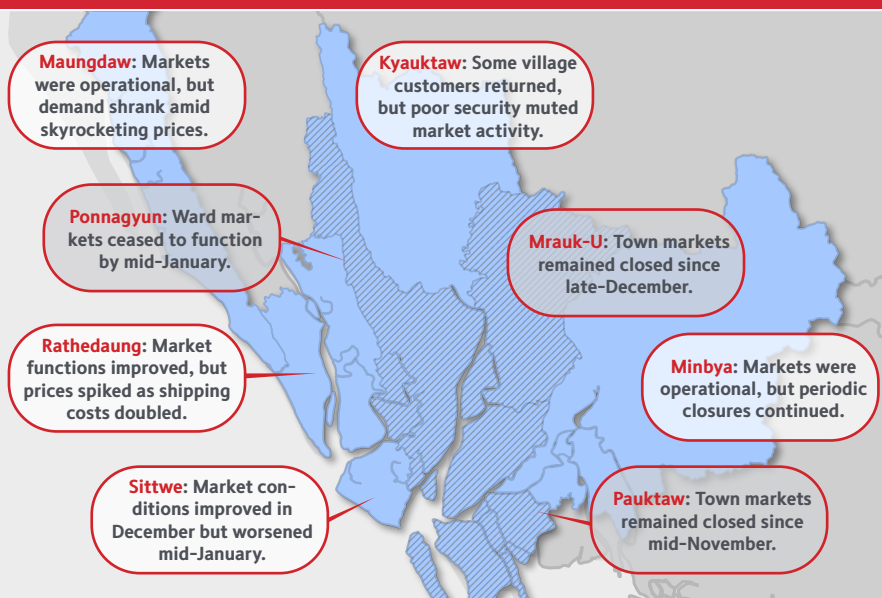 Maungdaw: Markets
were operational, but
demand shrank amid
skyrocketing prices.
Kyauktaw: Some village
customers returned,
but poor security muted
market activity.
Ponnagyun: Ward mar-
kets ceased to function
by mid-January.
Mrauk-U: Town markets
remained closed since
late-December.
Rathedaung: Market
functions improved, but
prices spiked as shipping
costs doubled.
Minbya: Markets were
operational, but periodic
closures continued.
Sittwe: Market con-
ditions improved in
December but worsened
mid-January.
Pauktaw: Town markets
remained closed since
mid-November.